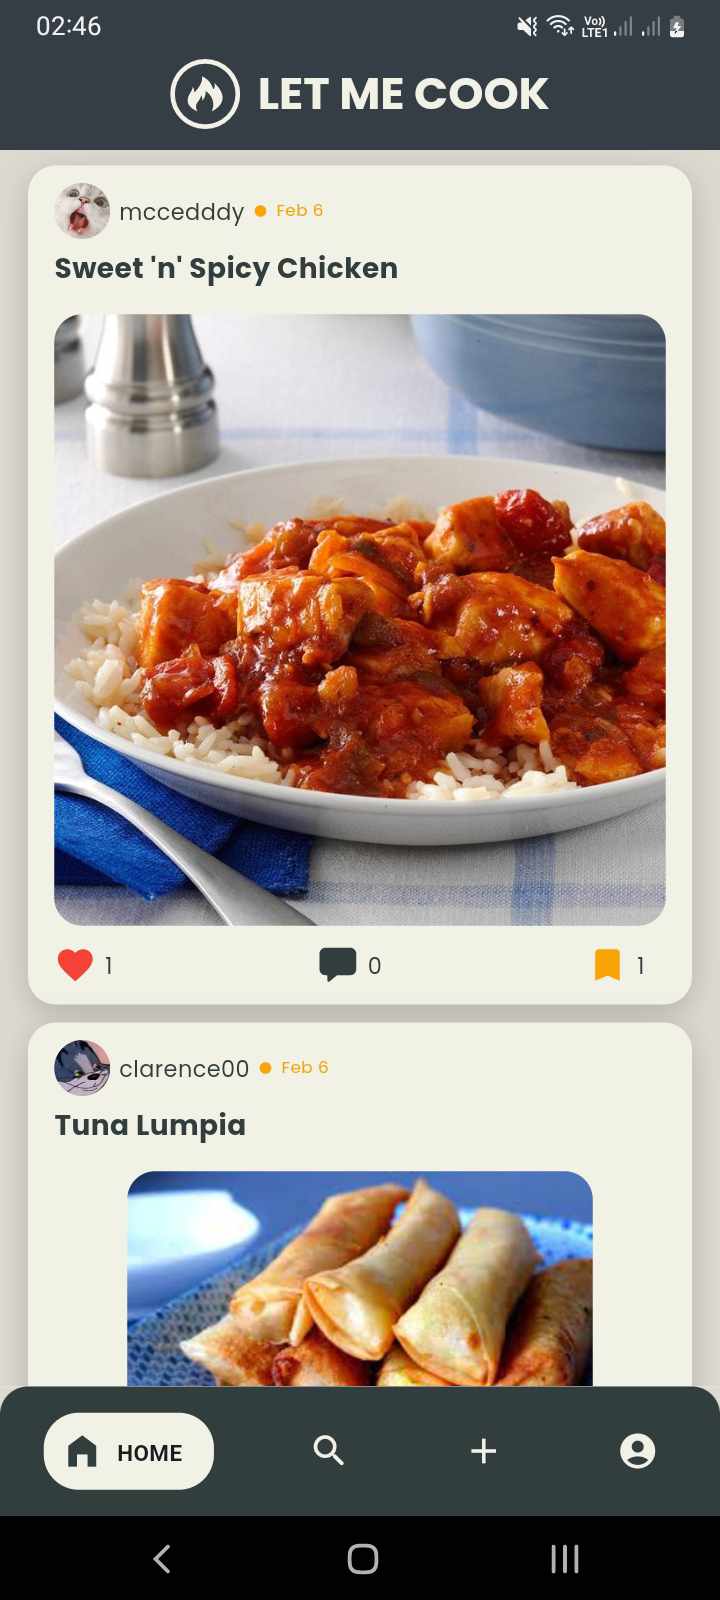 02:46
Vo)) LTE1
LET ME COOK
mccedddy ● Feb 6
Sweet 'n' Spicy Chicken
1 0 1
clarence00 ● Feb 6
Tuna Lumpia
HOME